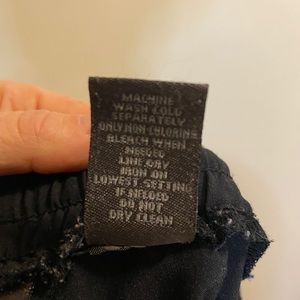 MACHINE
WASH COLD
SEPARATELY
ONLY NON-CHLORINE
BLEACH WHEN
NEEDED
LINE DRY
IRON ON
LOWEST SETTING
IF NEEDED
DO NOT
DRY CLEAN